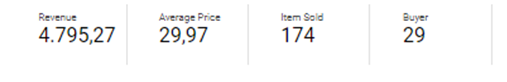 Revenue Average Price Item Sold Buyer
4.795,27 29,97 174 29